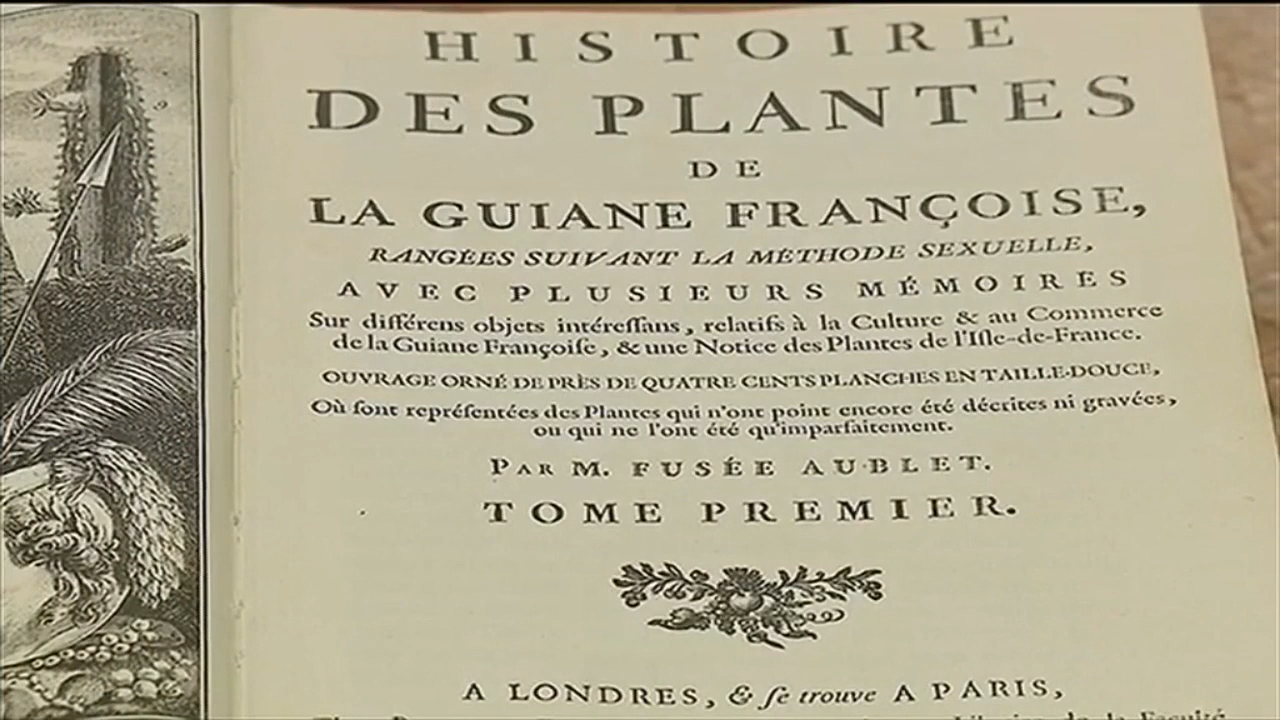 HISTOIRE
DES PLANTES
DE
LA GUIANE FRANÇOISE,
RANGÉES SUIVANT LA MÉTHODE SEXUELLE,
AVEC PLUSIEURS MÉMOIRES
Sur différens objets intéreſſans, relatifs à la Culture & au Commerce
de la Guiane Françoiſe, & une Notice des Plantes de l'Iſle-de-France.
OUVRAGE ORNÉ DE PRÈS DE QUATRE CENTS PLANCHES EN TAILLE-DOUCE,
Où ſont repréſentées des Plantes qui n'ont point encore été décrites ni gravées,
ou qui ne l'ont été qu'imparfaitement.
PAR M. FUSÉE AUBLET.
TOME PREMIER.
A LONDRES, & ſe trouve A PARIS,
de la Faculté